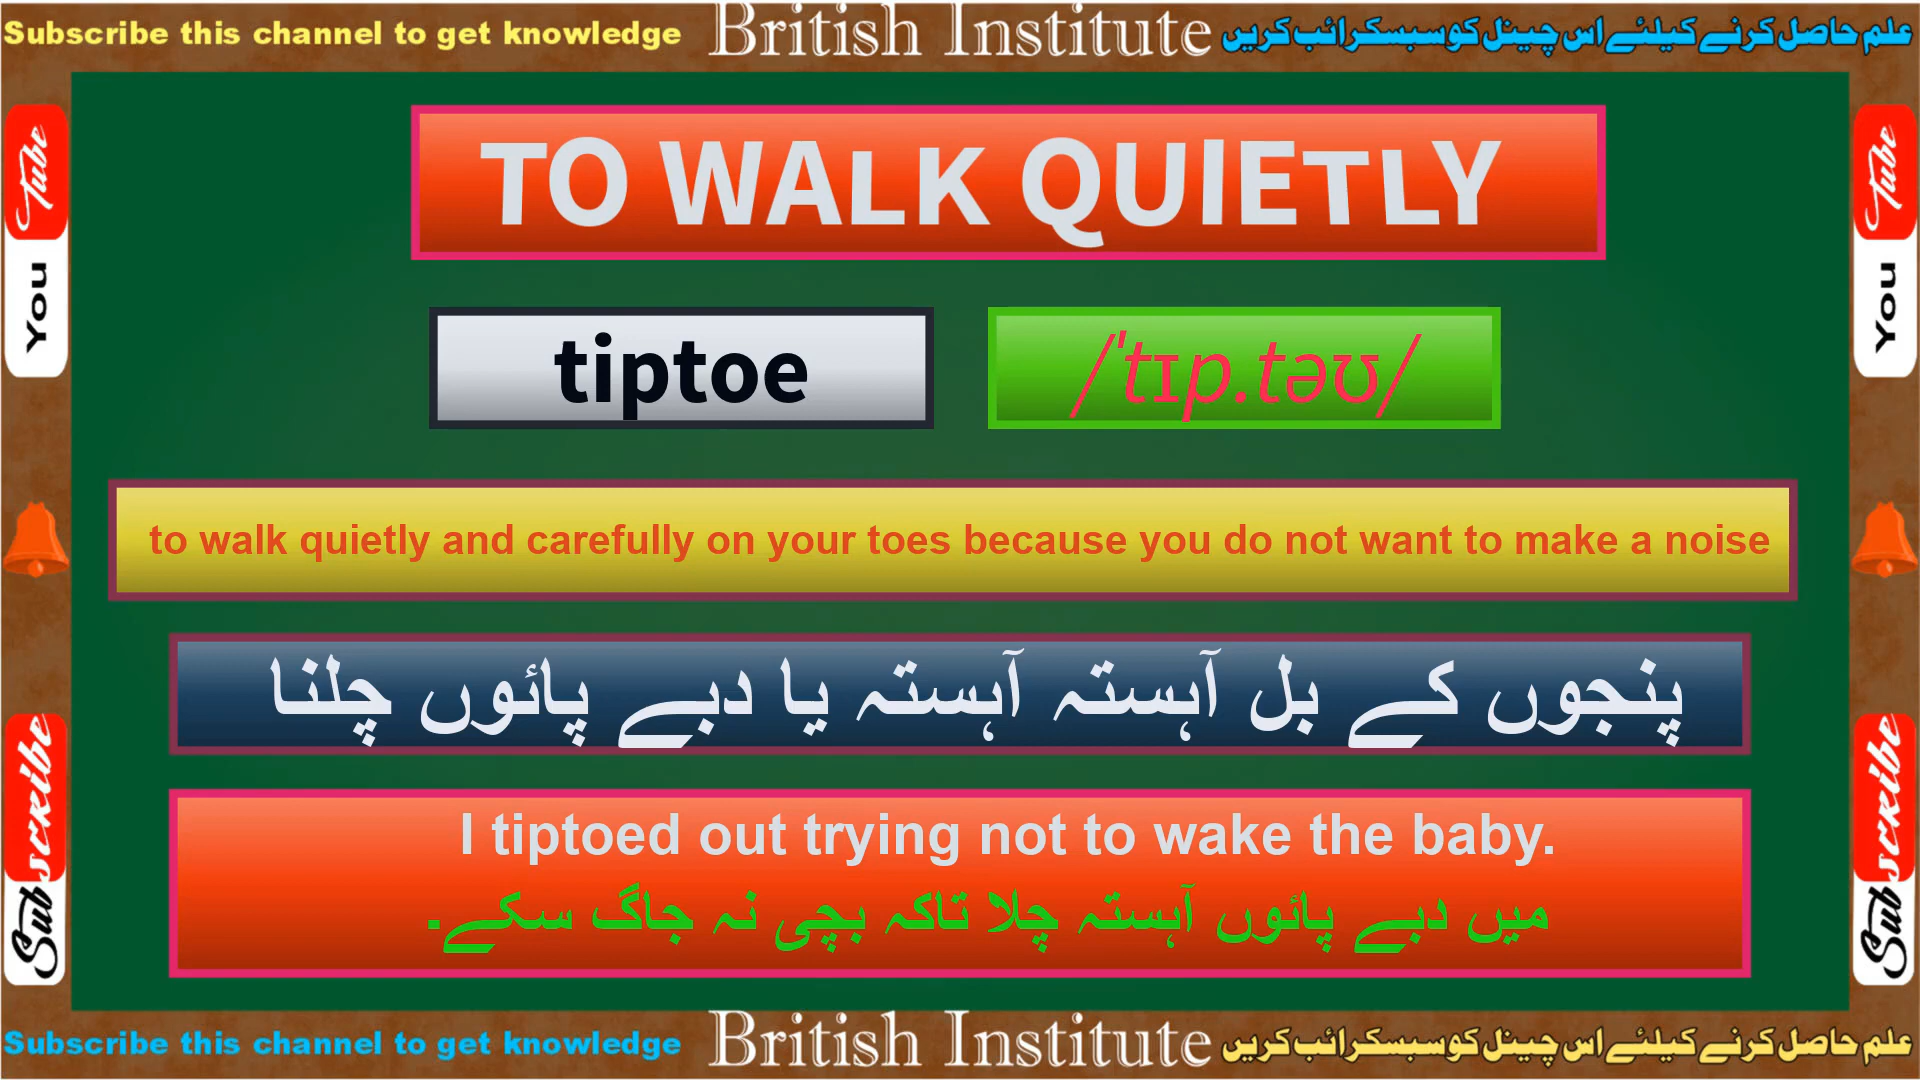 Subscribe this channel to get knowledge British Institute علم حاصل کرنے کیلئے اس چینل کو سبسکرائب کریں
You Tube
You Tube
TO WALK QUIETLY
tiptoe
/ˈtɪp.təʊ/
to walk quietly and carefully on your toes because you do not want to make a noise
پنجوں کے بل آہستہ آہستہ یا دبے پائوں چلنا
I tiptoed out trying not to wake the baby.
میں دبے پائوں آہستہ چلا تاکہ بچی نہ جاگ سکے۔
Subscribe
Subscribe
Subscribe this channel to get knowledge British Institute علم حاصل کرنے کیلئے اس چینل کو سبسکرائب کریں